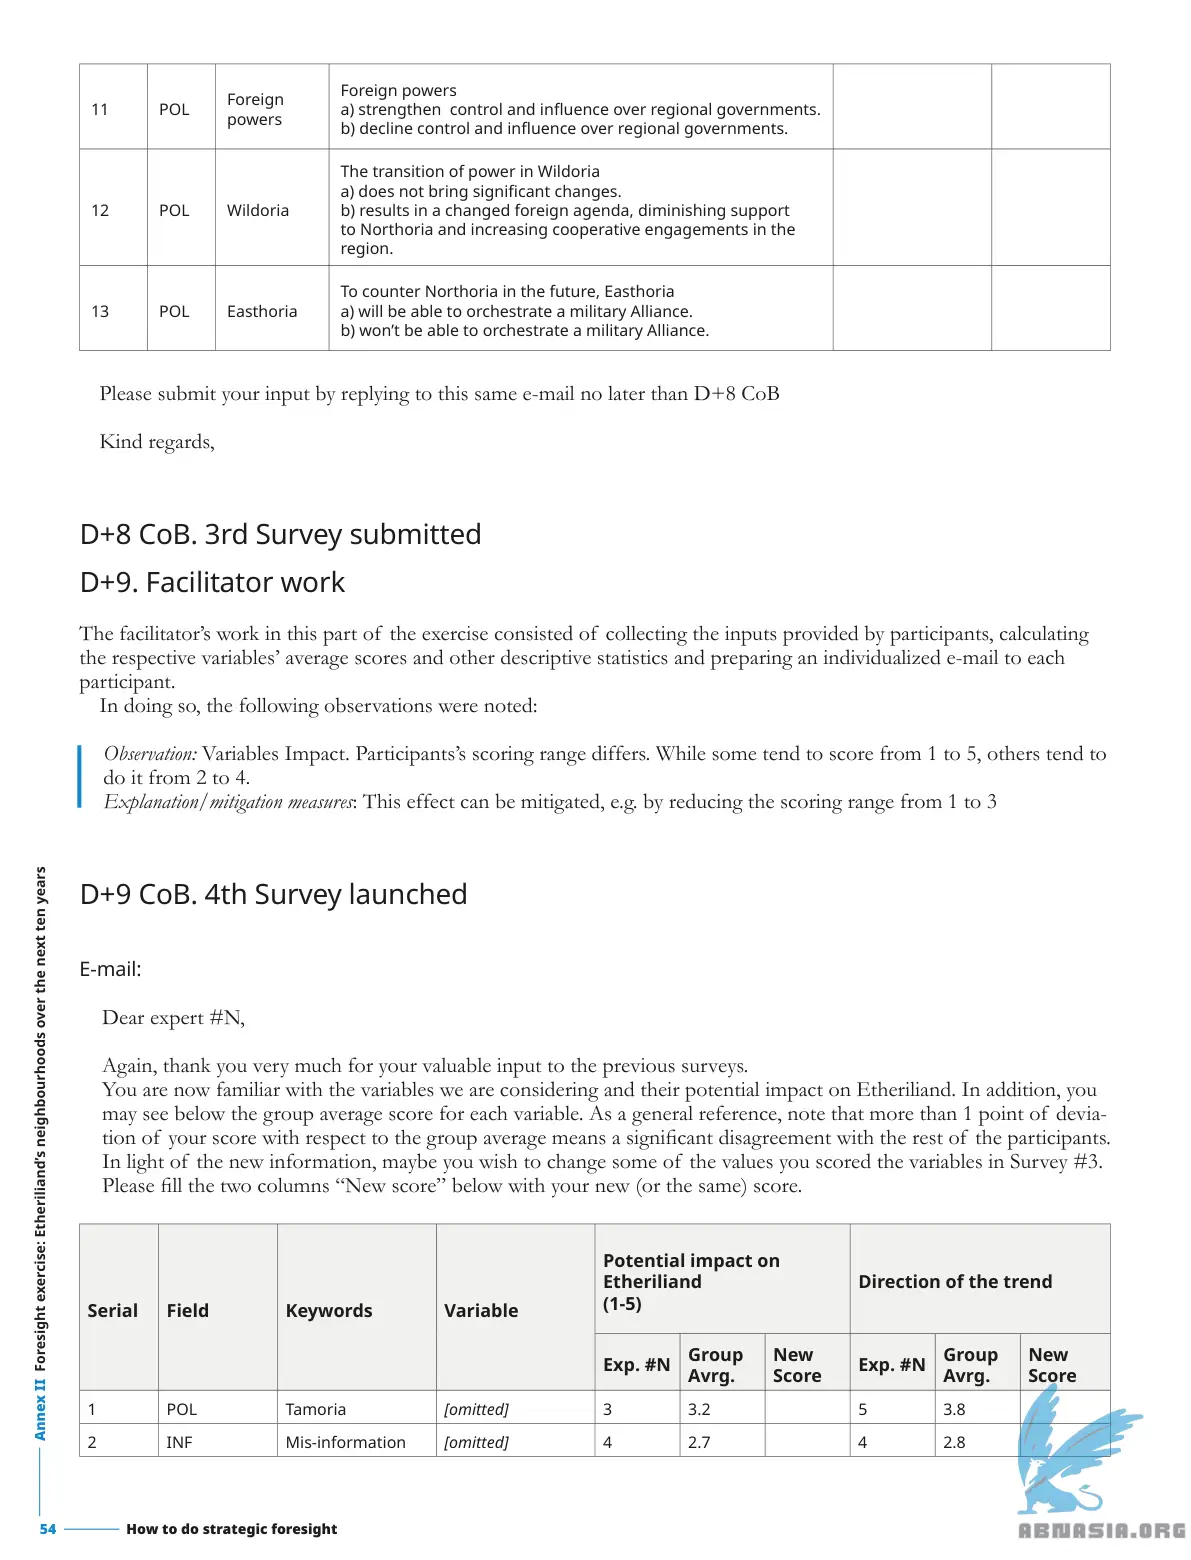 11
POL
Foreign
powers
Foreign powers
a) strengthen control and influence over regional governments.
b) decline control and influence over regional governments.
12
POL
Wildoria
The transition of power in Wildoria
a) does not bring significant changes.
b) results in a changed foreign agenda, diminishing support
to Northoria and increasing cooperative engagements in the
region.
13
POL
Easthoria
To counter Northoria in the future, Easthoria
a) will be able to orchestrate a military Alliance.
b) won't be able to orchestrate a military Alliance.
Please submit your input by replying to this same e-mail no later than D+8 CoB
Kind regards,
D+8 CoB. 3rd Survey submitted
D+9. Facilitator work
The facilitator's work in this part of the exercise consisted of collecting the inputs provided by participants, calculating
the respective variables' average scores and other descriptive statistics and preparing an individualized e-mail to each
participant.
In doing so, the following observations were noted:
Observation: Variables Impact. Participants's scoring range differs. While some tend to score from 1 to 5, others tend to
do it from 2 to 4.
Explanation/mitigation measures: This effect can be mitigated, e.g. by reducing the scoring range from 1 to 3
D+9 CoB. 4th Survey launched
E-mail:
Dear expert #N,
Again, thank you very much for your valuable input to the previous surveys.
You are now familiar with the variables we are considering and their potential impact on Etheriliand. In addition, you
may see below the group average score for each variable. As a general reference, note that more than 1 point of devia-
tion of your score with respect to the group average means a significant disagreement with the rest of the participants.
In light of the new information, maybe you wish to change some of the values you scored the variables in Survey #3.
Please fill the two columns “New score” below with your new (or the same) score.
Serial
Field
Keywords
Variable
Potential impact on
Etheriliand
(1-5)
Direction of the trend
Exp. #N
Group
Avrg.
New
Score
Exp. #N
Group
Avrg.
New
Score
1
POL
Tamoria
[omitted]
3
3.2
5
3.8
2
INF
Mis-information
[omitted]
4
2.7
4
2.8
Annex II Foresight exercise: Etheriliand's neighbourhoods over the next ten years
54
How to do strategic foresight
ABNASIA.ORG